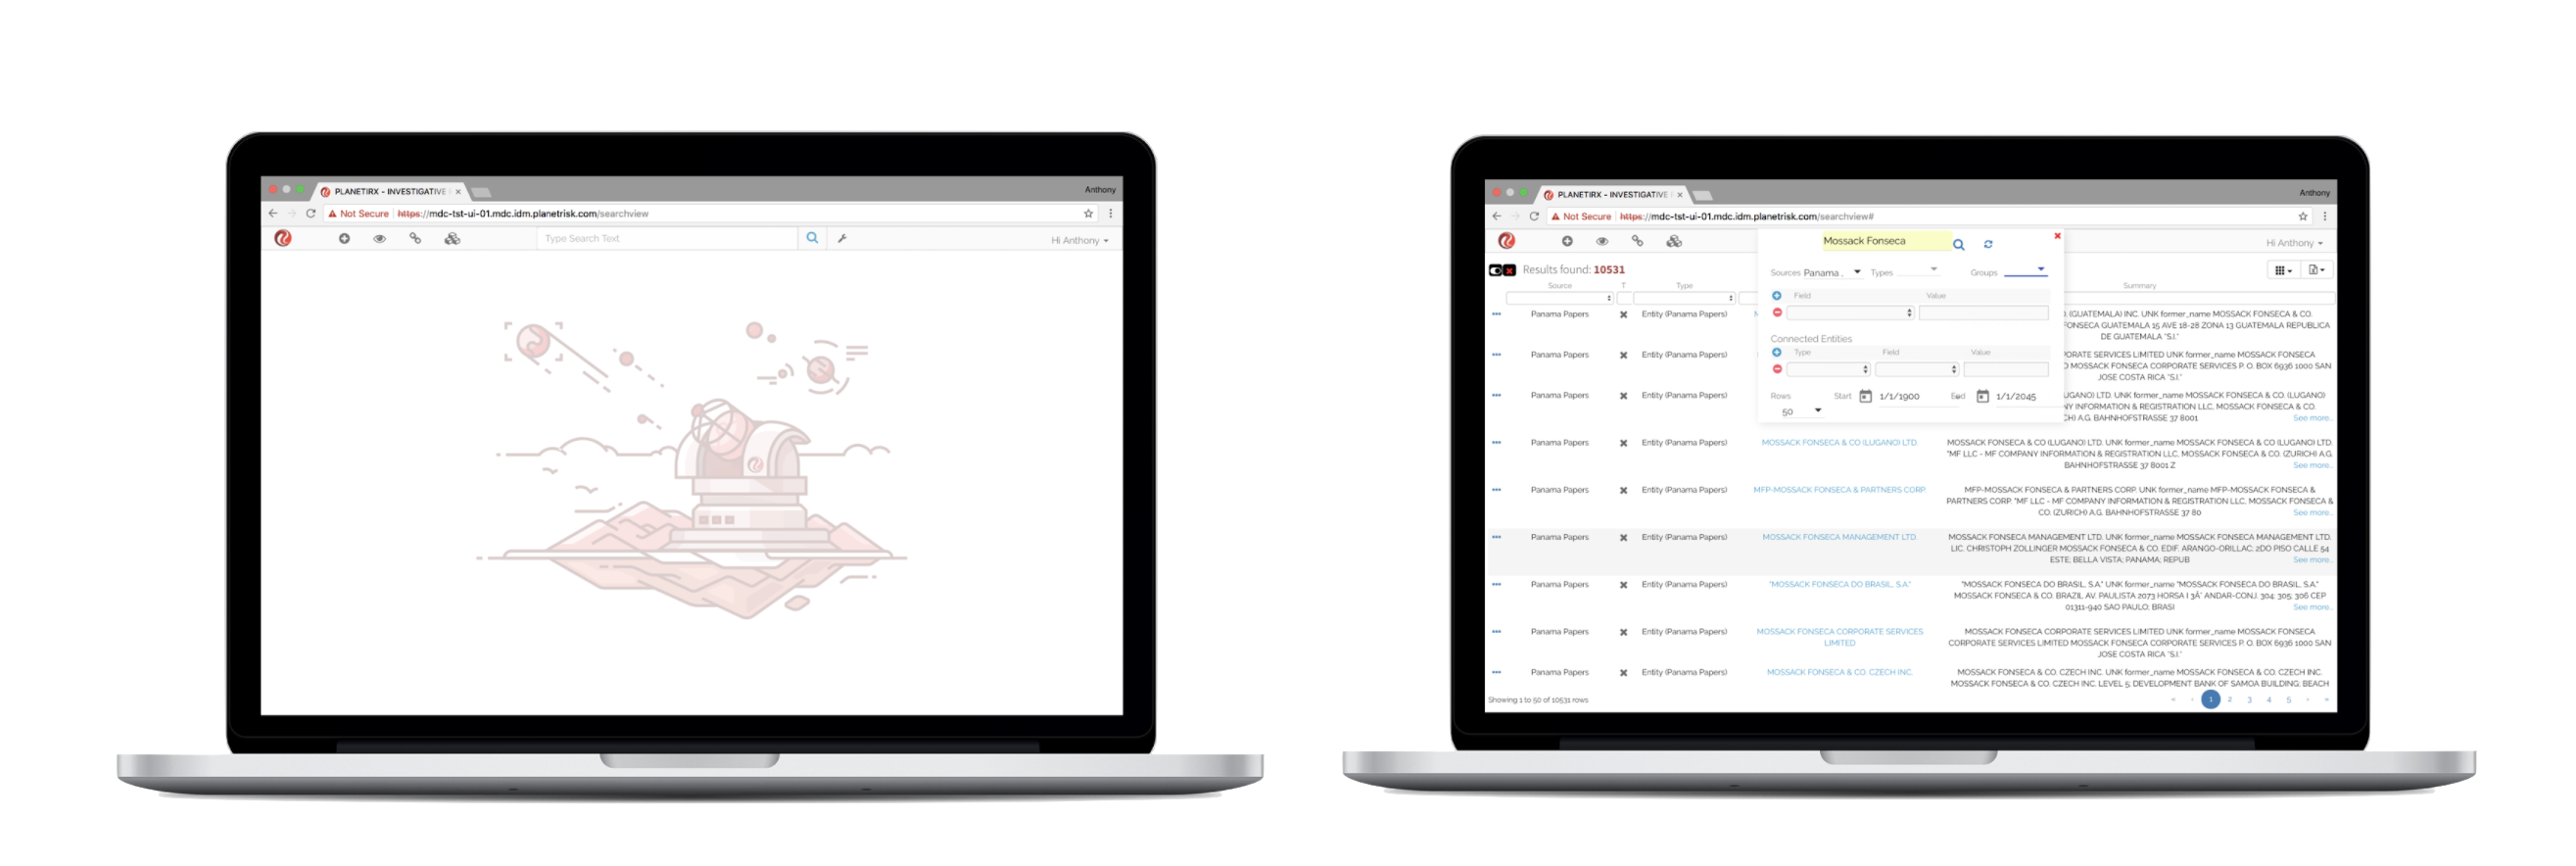 PLANETIRX - INVESTIGATIVE
Anthony
Not Secure https://mdc-tst-ui-01.mdc.idm.planetrisk.com/searchview
Type Search Text
Hi Anthony
PLANETIRX - INVESTIGATIVE
Anthony
Not Secure https://mdc-tst-ui-01.mdc.idm.planetrisk.com/searchview#
Mossack Fonseca
Hi Anthony
Results found: 10531
Sources Panama Types Groups
Source T Type Summary
Field Value
Connected Entities
Type Field Value
Rows Start 1/1/1900 End 1/1/2045
50
Panama Papers Entity (Panama Papers) (GUATEMALA) INC. UNK former_name MOSSACK FONSECA & CO.
FONSECA GUATEMALA 15 AVE 18-28 ZONA 13 GUATEMALA REPUBLICA
DE GUATEMALA "S.I."
Panama Papers Entity (Panama Papers) ORATE SERVICES LIMITED UNK former_name MOSSACK FONSECA
MOSSACK FONSECA CORPORATE SERVICES P. O. BOX 6936 1000 SAN
JOSE COSTA RICA "S.I."
Panama Papers Entity (Panama Papers) UGANO) LTD. UNK former_name MOSSACK FONSECA & CO. (LUGANO)
NY INFORMATION & REGISTRATION LLC, MOSSACK FONSECA & CO.
CH) A.G. BAHNHOFSTRASSE 37 8001 See more...
Panama Papers Entity (Panama Papers) MOSSACK FONSECA & CO (LUGANO) LTD. MOSSACK FONSECA & CO (LUGANO) LTD. UNK former_name MOSSACK FONSECA & CO (LUGANO) LTD.
"MF LLC - MF COMPANY INFORMATION & REGISTRATION LLC, MOSSACK FONSECA & CO. (ZURICH) A.G.
BAHNHOFSTRASSE 37 8001 Z See more...
Panama Papers Entity (Panama Papers) MFP-MOSSACK FONSECA & PARTNERS CORP. MFP-MOSSACK FONSECA & PARTNERS CORP. UNK former_name MFP-MOSSACK FONSECA &
PARTNERS CORP. "MF LLC - MF COMPANY INFORMATION & REGISTRATION LLC, MOSSACK FONSECA &
CO. (ZURICH) A.G. BAHNHOFSTRASSE 37 80 See more...
Panama Papers Entity (Panama Papers) MOSSACK FONSECA MANAGEMENT LTD. MOSSACK FONSECA MANAGEMENT LTD. UNK former_name MOSSACK FONSECA MANAGEMENT LTD.
LIC. CHRISTOPH ZOLLINGER MOSSACK FONSECA & CO. EDIF. ARANGO-ORILLAC; 2DO PISO CALLE 54
ESTE; BELLA VISTA; PANAMA; REPUB See more...
Panama Papers Entity (Panama Papers) "MOSSACK FONSECA DO BRASIL, S.A." "MOSSACK FONSECA DO BRASIL, S.A." UNK former_name "MOSSACK FONSECA DO BRASIL, S.A."
MOSSACK FONSECA & CO. BRAZIL AV. PAULISTA 2073 HORSA I 3Â° ANDAR-CONJ. 304; 305; 306 CEP
01311-940 SAO PAULO; BRASI See more...
Panama Papers Entity (Panama Papers) MOSSACK FONSECA CORPORATE SERVICES LIMITED MOSSACK FONSECA CORPORATE SERVICES LIMITED UNK former_name MOSSACK FONSECA
CORPORATE SERVICES LIMITED MOSSACK FONSECA CORPORATE SERVICES P. O. BOX 6936 1000 SAN
JOSE COSTA RICA "S.I."
Panama Papers Entity (Panama Papers) MOSSACK FONSECA & CO. CZECH INC. MOSSACK FONSECA & CO. CZECH INC. UNK former_name MOSSACK FONSECA & CO. CZECH INC.
MOSSACK FONSECA & CO. CZECH INC. LEVEL 5; DEVELOPMENT BANK OF SAMOA BUILDING; BEACH
Showing 1 to 50 of 10531 rows
« ‹ 1 2 3 4 5 › »